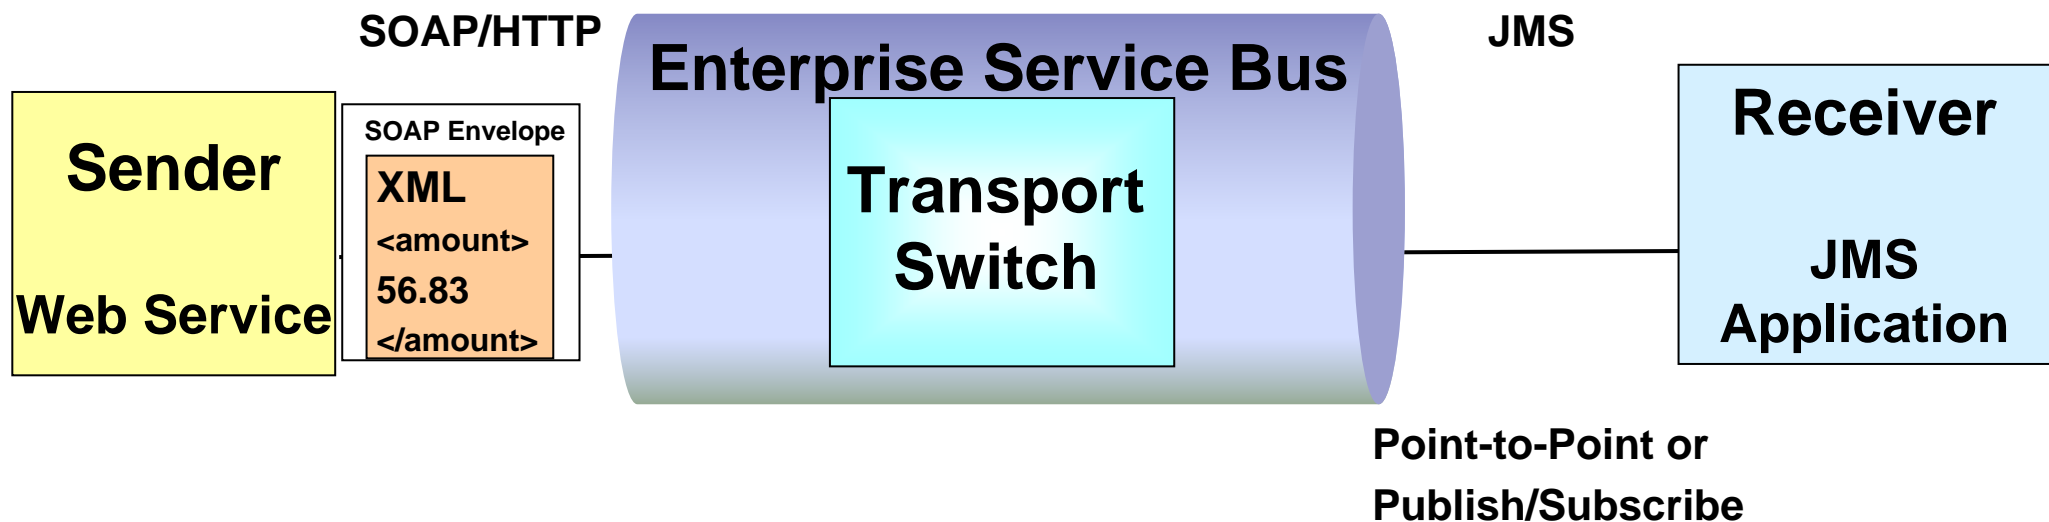 SOAP/HTTP
Enterprise Service Bus
JMS
Sender
Web Service
SOAP Envelope
XML
<amount>
56.83
</amount>
Transport
Switch
Receiver
JMS
Application
Point-to-Point or
Publish/Subscribe